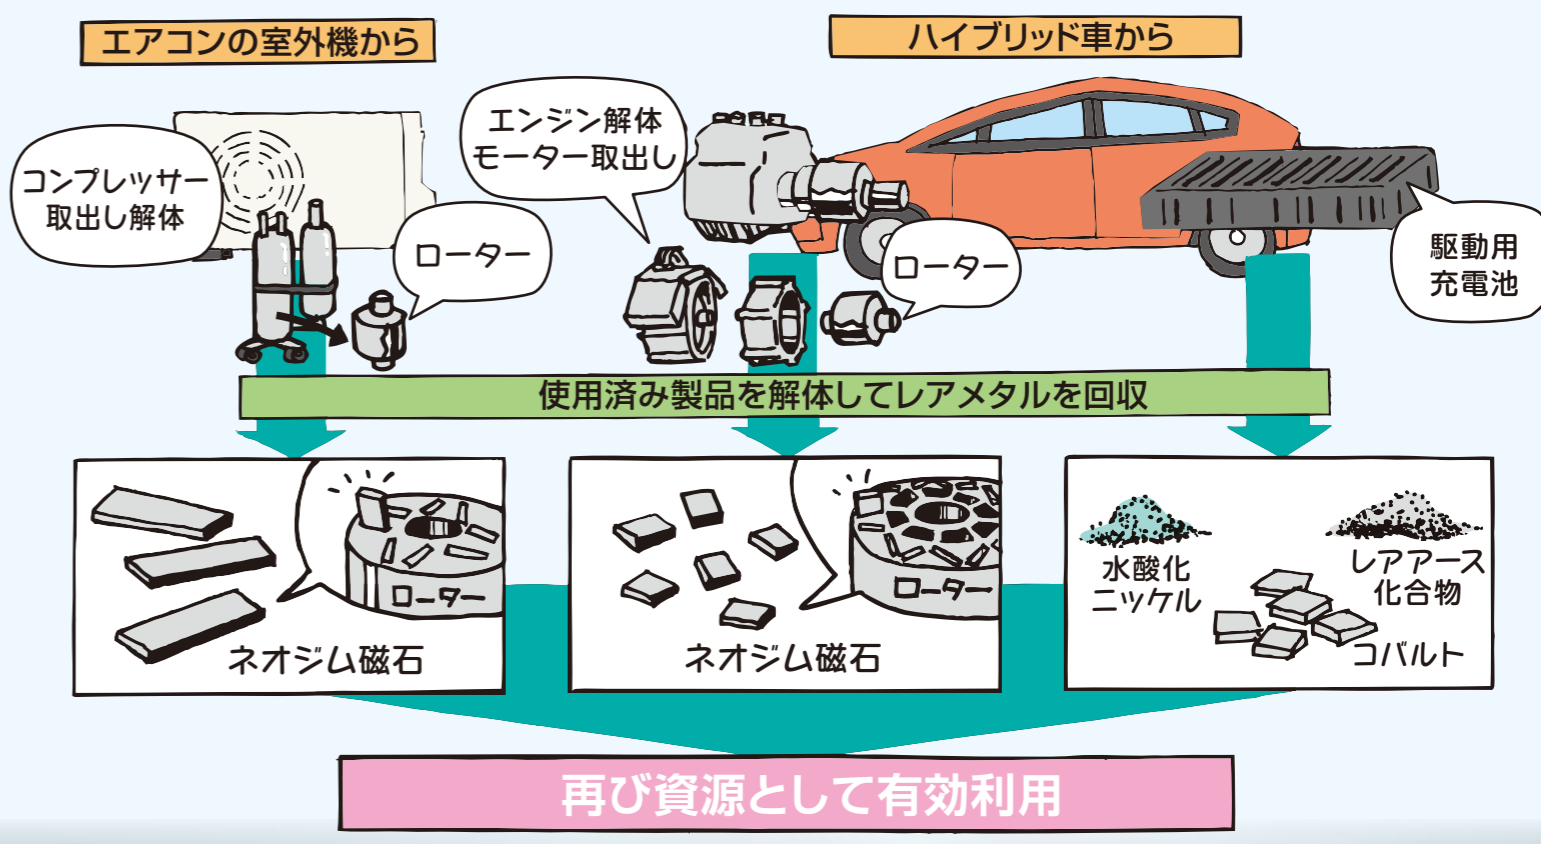 エアコンの室外機から
ハイブリッド車から
コンプレッサー
取出し解体
ローター
エンジン解体
モーター取出し
ローター
駆動用
充電池
使用済み製品を解体してレアメタルを回収
ローター
ネオジム磁石
ローター
ネオジム磁石
水酸化
ニッケル
レアアース
化合物
コバルト
再び資源として有効利用